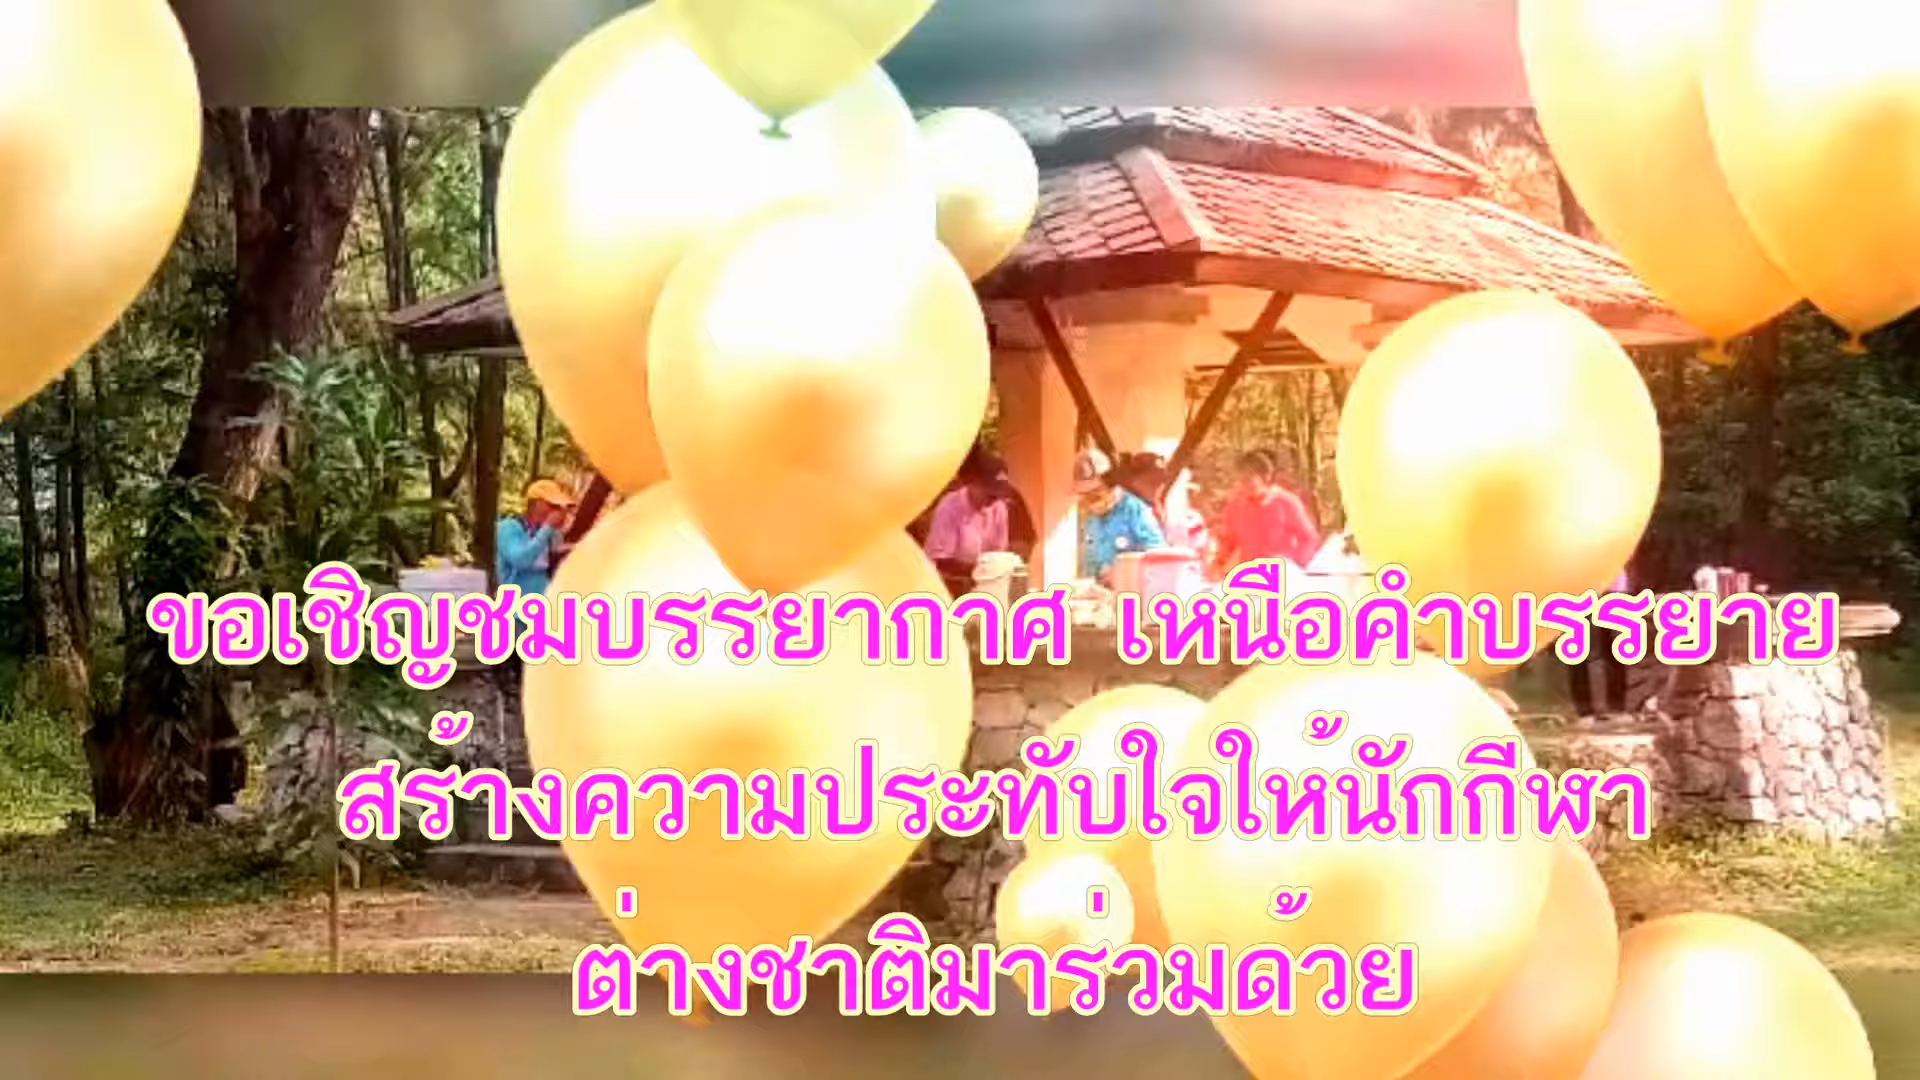 ขอเชิญชมบรรยากาศ เหนือคำบรรยาย
สร้างความประทับใจให้นักกีฬา
ต่างชาติมาร่วมด้วย